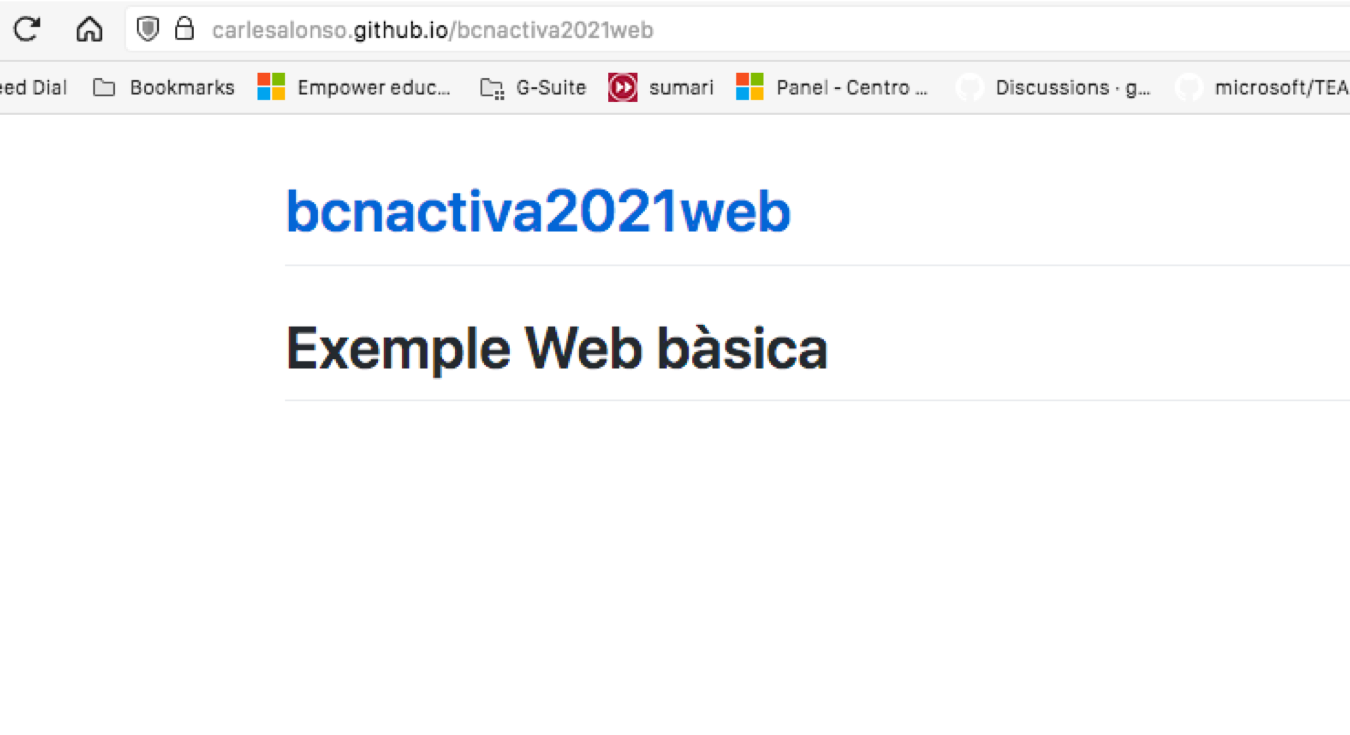 carlesalonso.github.io/bcnactiva2021web
eed Dial Bookmarks Empower educ... G-Suite sumari Panel - Centro ... Discussions · g... microsoft/TEA
bcnactiva2021web
Exemple Web bàsica